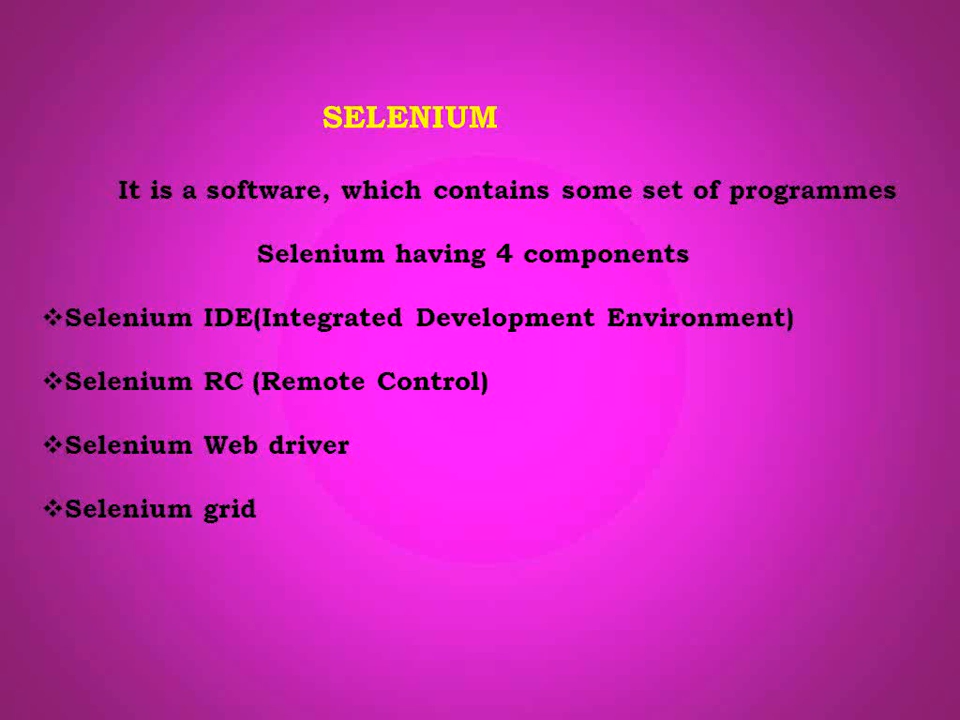 SELENIUM
It is a software, which contains some set of programmes
Selenium having 4 components
❖Selenium IDE(Integrated Development Environment)
❖Selenium RC (Remote Control)
❖Selenium Web driver
❖Selenium grid